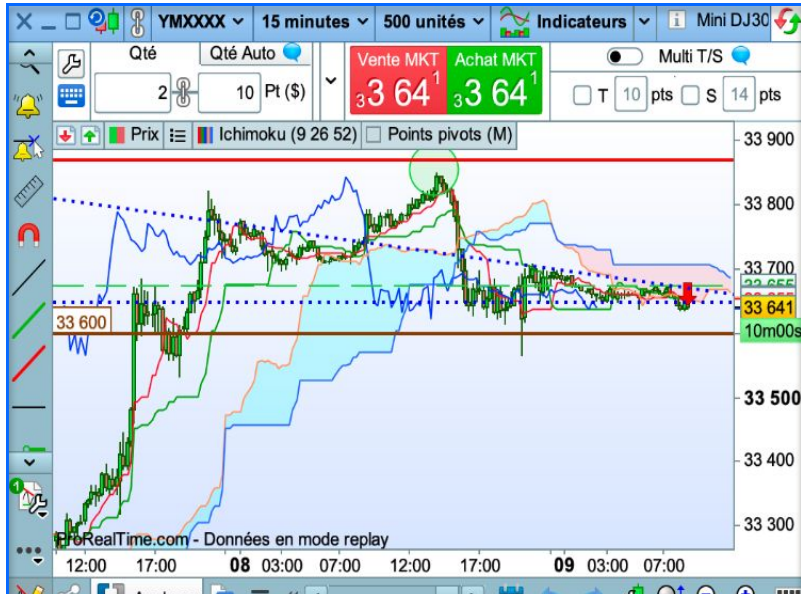 YMXXXX 15 minutes 500 unités Indicateurs i Mini DJ30
Qté Qté Auto Vente MKT Achat MKT Multi T/S
2 10 Pt ($) 33 641 33 641 T 10 pts S 14 pts
Prix Ichimoku (9 26 52) Points pivots (M)
33 900
33 800
33 700
33 641
33 600
10m00s
33 500
33 400
33 300
1
ProRealTime.com - Données en mode replay
12:00 17:00 08 03:00 07:00 12:00 17:00 09 03:00 07:00